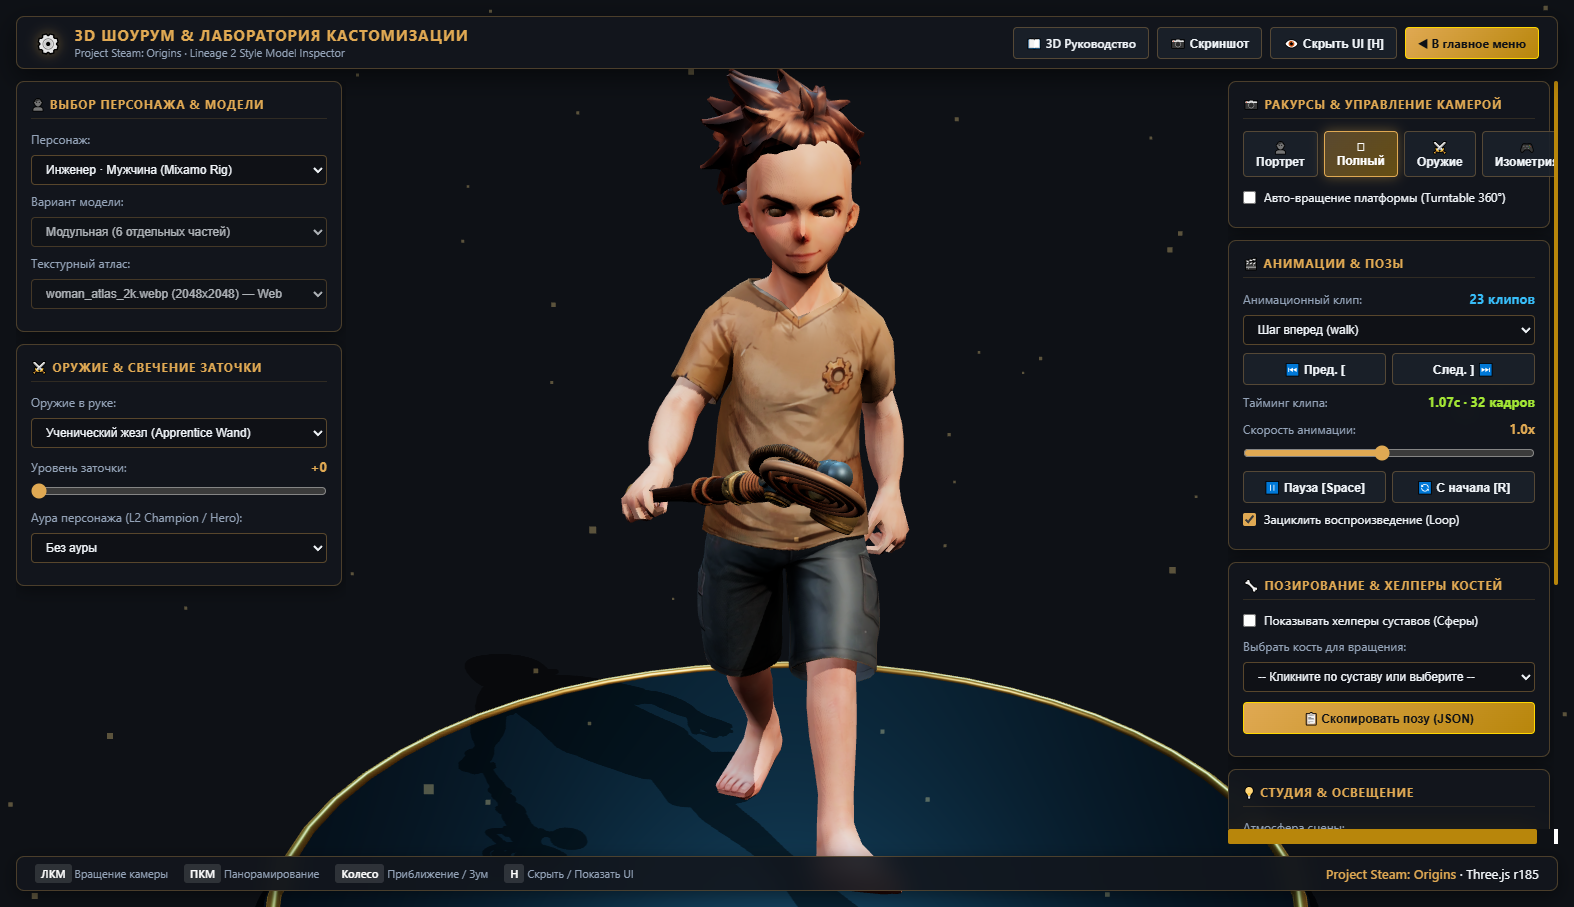 3D ШОУРУМ & ЛАБОРАТОРИЯ КАСТОМИЗАЦИИ
Project Steam: Origins · Lineage 2 Style Model Inspector
3D Руководство
Скриншот
Скрыть UI [H]
В главное меню
ВЫБОР ПЕРСОНАЖА & МОДЕЛИ
Персонаж:
Инженер - Мужчина (Mixamo Rig)
Вариант модели:
Модульная (6 отдельных частей)
Текстурный атлас:
woman_atlas_2k.webp (2048x2048) — Web
ОРУЖИЕ & СВЕЧЕНИЕ ЗАТОЧКИ
Оружие в руке:
Ученический жезл (Apprentice Wand)
Уровень заточки: +0
Аура персонажа (L2 Champion / Hero):
Без ауры
РАКУРСЫ & УПРАВЛЕНИЕ КАМЕРОЙ
Портрет
Полный
Оружие
Изометрия
Авто-вращение платформы (Turntable 360°)
АНИМАЦИИ & ПОЗЫ
Анимационный клип: 23 клипов
Шаг вперед (walk)
Пред. [
След. ]
Тайминг клипа: 1.07с · 32 кадров
Скорость анимации: 1.0x
Пауза [Space]
С начала [R]
Зациклить воспроизведение (Loop)
ПОЗИРОВАНИЕ & ХЕЛПЕРЫ КОСТЕЙ
Показывать хелперы суставов (Сферы)
Выбрать кость для вращения:
-- Кликните по суставу или выберите --
Скопировать позу (JSON)
СТУДИЯ & ОСВЕЩЕНИЕ
Атмосфера сцены:
ЛКМ Вращение камеры ПКМ Панорамирование Колесо Приближение / Зум H Скрыть / Показать UI
Project Steam: Origins · Three.js r185